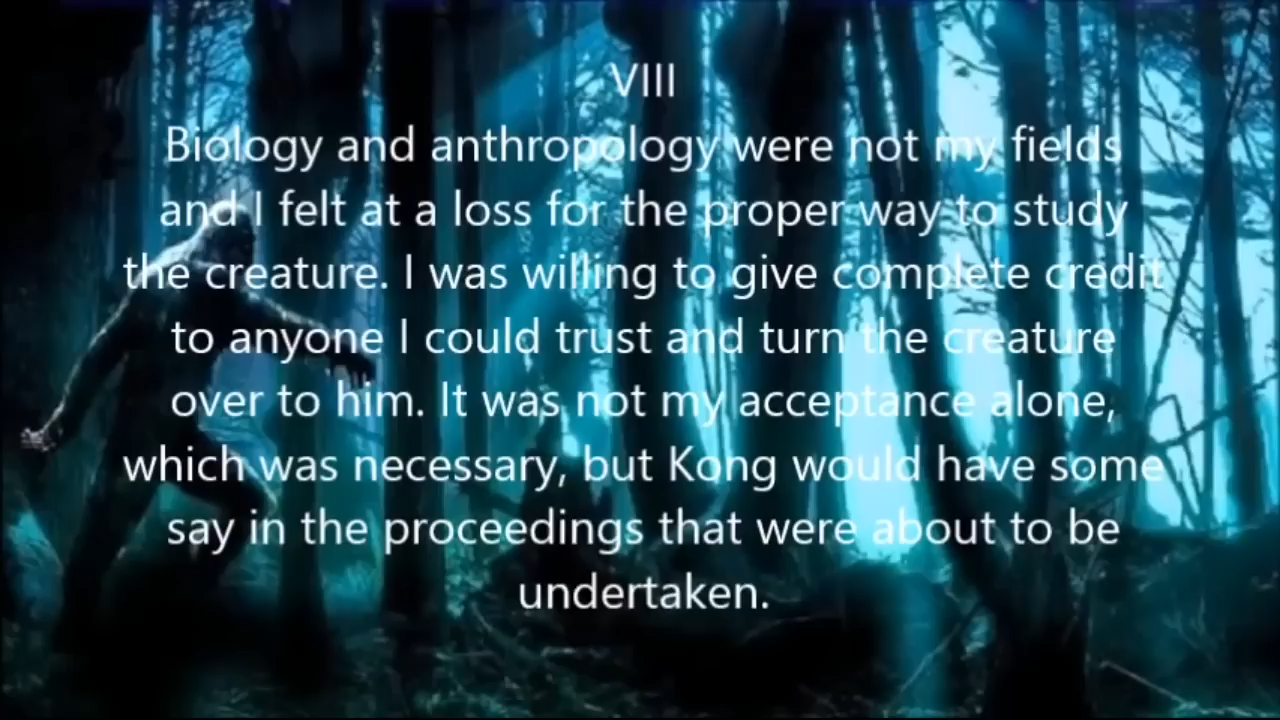 VIII
Biology and anthropology were not my fields
and I felt at a loss for the proper way to study
the creature. I was willing to give complete credit
to anyone I could trust and turn the creature
over to him. It was not my acceptance alone,
which was necessary, but Kong would have some
say in the proceedings that were about to be
undertaken.